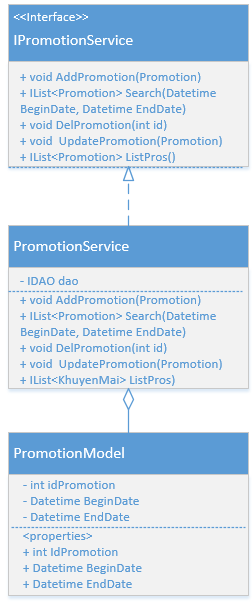 <<Interface>>
IPromotionService
+ void AddPromotion(Promotion)
+ IList<Promotion> Search(Datetime
BeginDate, Datetime EndDate)
+ void DelPromotion(int id)
+ void  UpdatePromotion(Promotion)
+ IList<Promotion> ListPros()
PromotionService
- IDAO dao
+ void AddPromotion(Promotion)
+ IList<Promotion> Search(Datetime
BeginDate, Datetime EndDate)
+ void DelPromotion(int id)
+ void  UpdatePromotion(Promotion)
+ IList<KhuyenMai> ListPros)
PromotionModel
- int idPromotion
- Datetime BeginDate
- Datetime EndDate
<properties>
+ int IdPromotion
+ Datetime BeginDate
+ Datetime EndDate